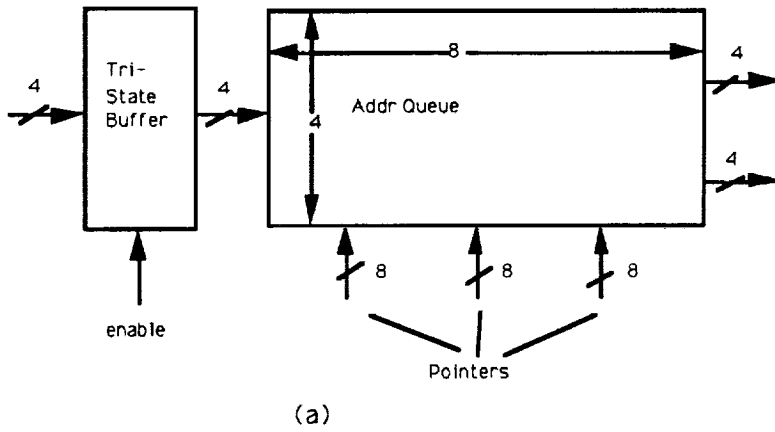 4
Tri-
State
Buffer
4
8
4
Addr Queue
4
4
8
8
8
enable
Pointers
(a)